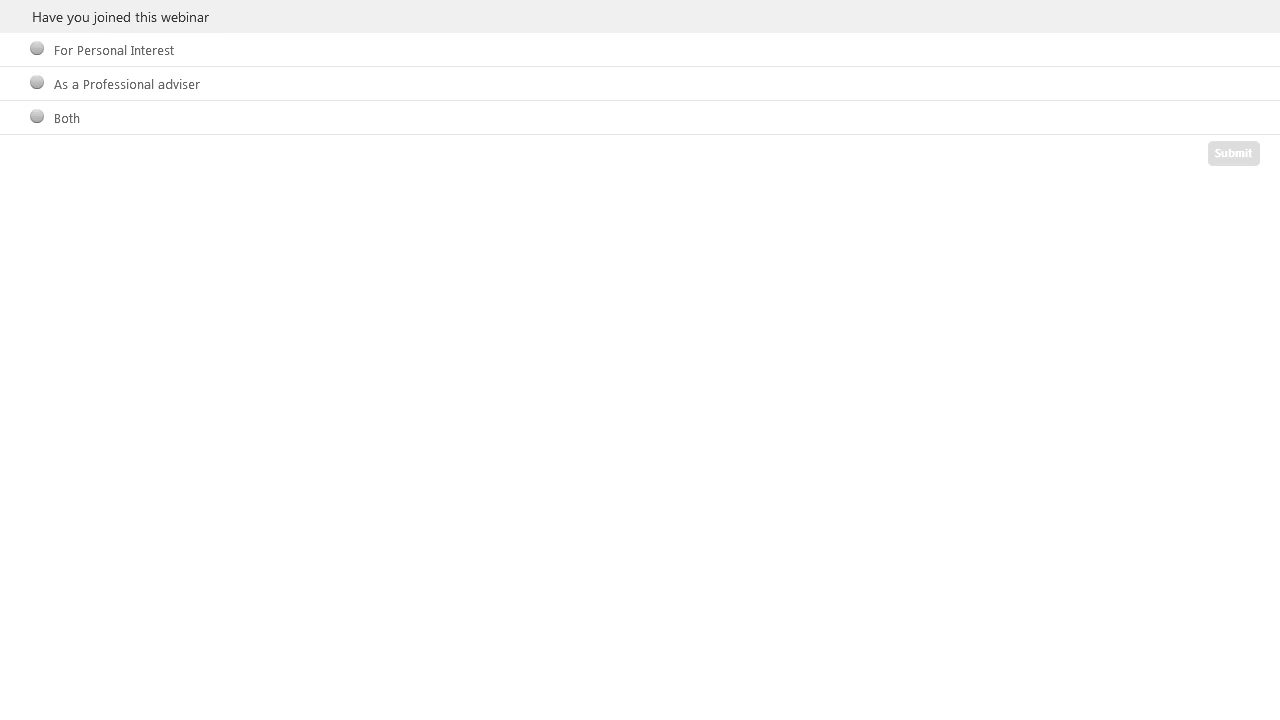 Have you joined this webinar
For Personal Interest
As a Professional adviser
Both
Submit